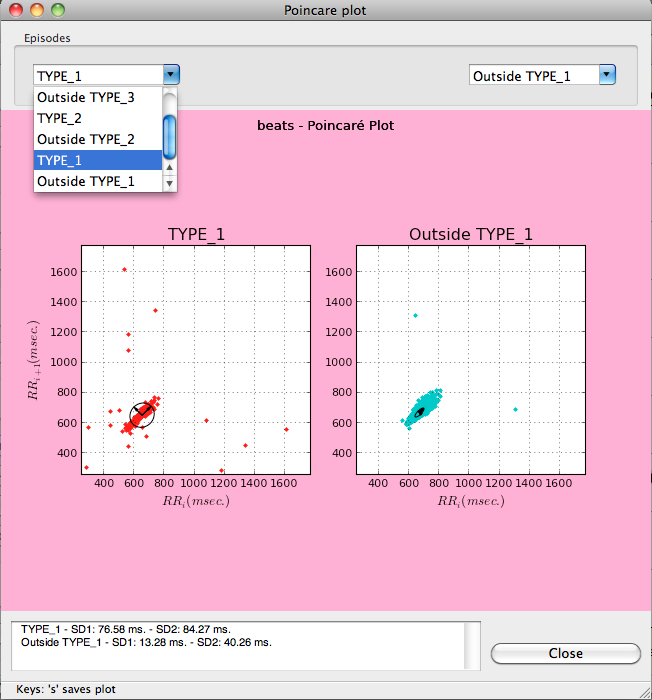 Poincare plot
Episodes
TYPE_1
Outside TYPE_1
Outside TYPE_3
TYPE_2
Outside TYPE_2
TYPE_1
Outside TYPE_1
beats - Poincaré Plot
TYPE_1
Outside TYPE_1
1600
1400
1200
1000
800
600
400
RRi+1(msec.)
400 600 800 1000 1200 1400 1600
RRi(msec.)
1600
1400
1200
1000
800
600
400
400 600 800 1000 1200 1400 1600
RRi(msec.)
TYPE_1 - SD1: 76.58 ms. - SD2: 84.27 ms.
Outside TYPE_1 - SD1: 13.28 ms. - SD2: 40.26 ms.
Close
Keys: 's' saves plot